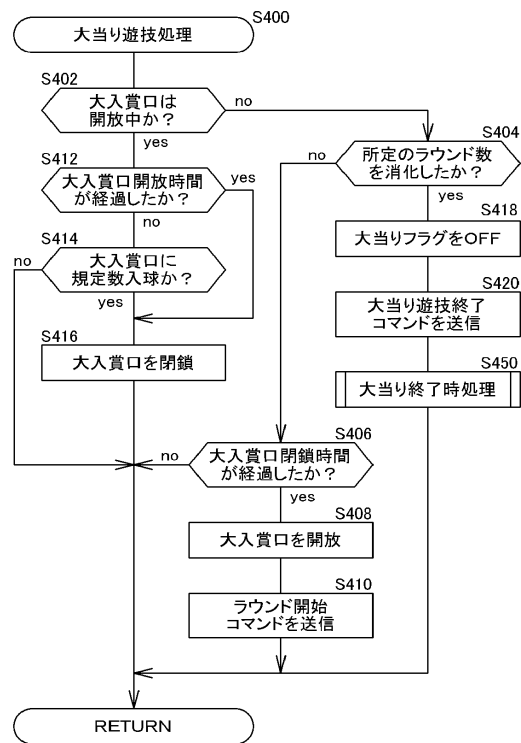 S400
大当り遊技処理
S402
大入賞口は
開放中か？
no
yes
S404
所定のラウンド数
を消化したか？
no
yes
S412
大入賞口開放時間
が経過したか？
yes
no
S414
大入賞口に
規定数入球か？
no
yes
S416
大入賞口を閉鎖
S418
大当りフラグをOFF
S420
大当り遊技終了
コマンドを送信
S450
大当り終了時処理
S406
大入賞口閉鎖時間
が経過したか？
no
yes
S408
大入賞口を開放
S410
ラウンド開始
コマンドを送信
RETURN